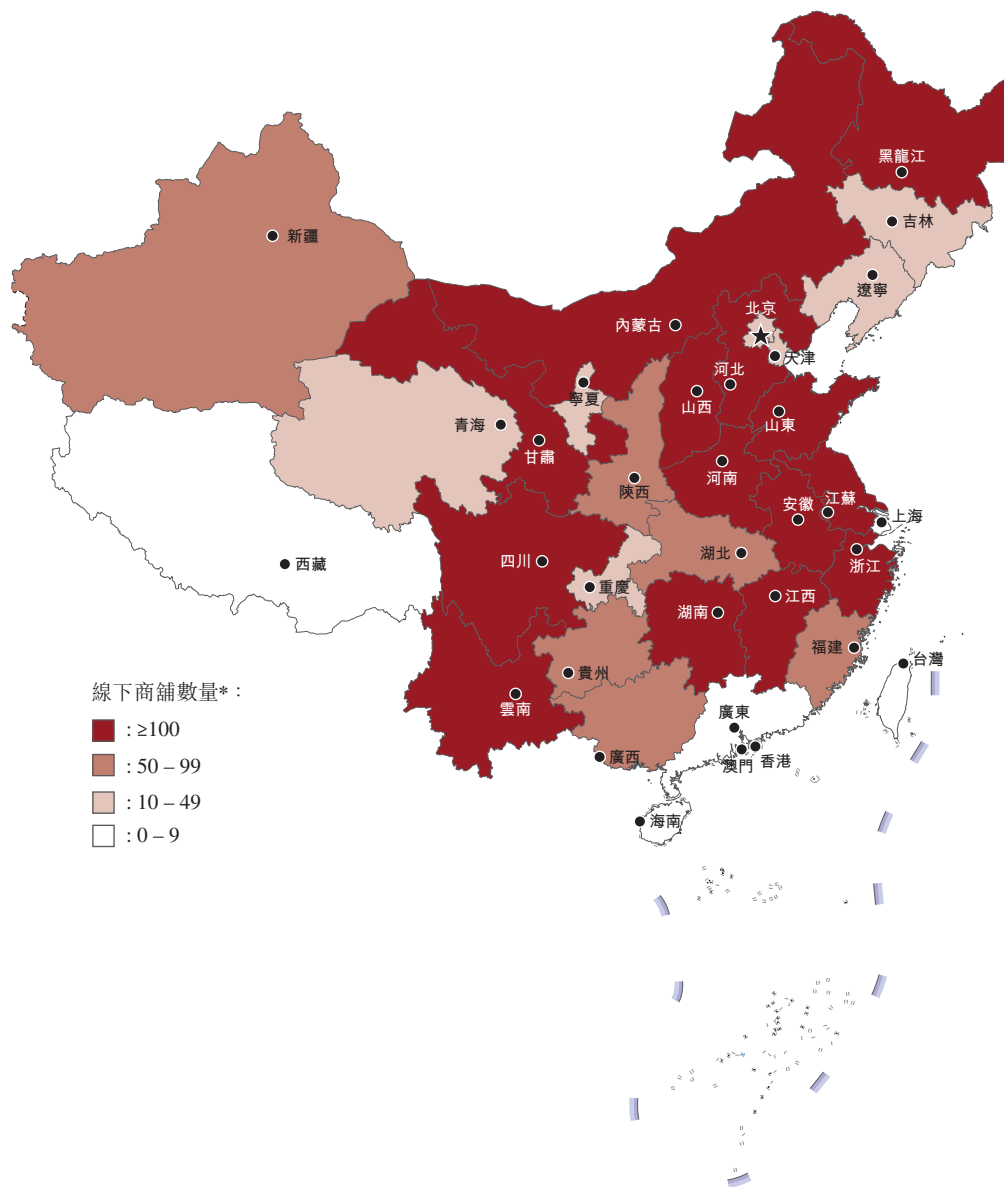 黑龍江
吉林
新疆
遼寧
北京
內蒙古
天津
河北
寧夏
山西
山東
青海
甘肅
河南
陝西
安徽
江蘇
上海
湖北
四川
西藏
浙江
重慶
江西
湖南
福建
台灣
貴州
線下商舖數量*：
雲南
: ≥100
廣東
廣西
香港
澳門
: 50 – 99
: 10 – 49
海南
: 0 – 9